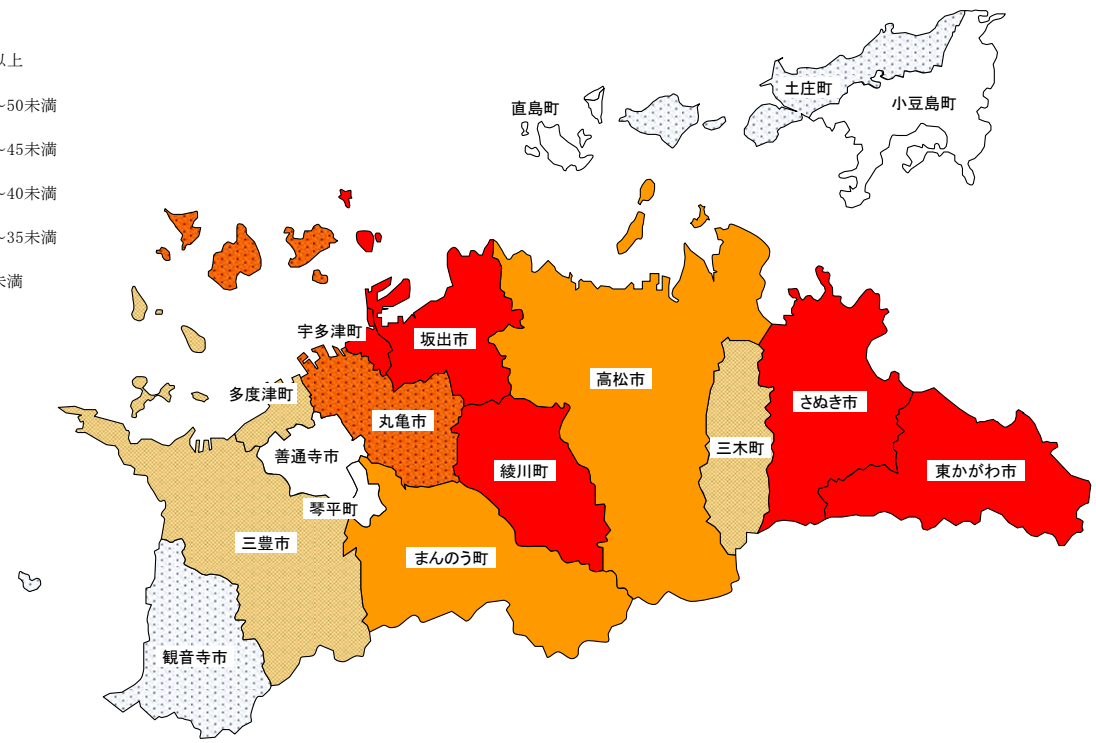 以上
~50未満
~45未満
~40未満
~35未満
未満
直島町
土庄町
小豆島町
宇多津町
坂出市
高松市
多度津町
丸亀市
さぬき市
善通寺市
綾川町
三木町
東かがわ市
琴平町
三豊市
まんのう町
観音寺市